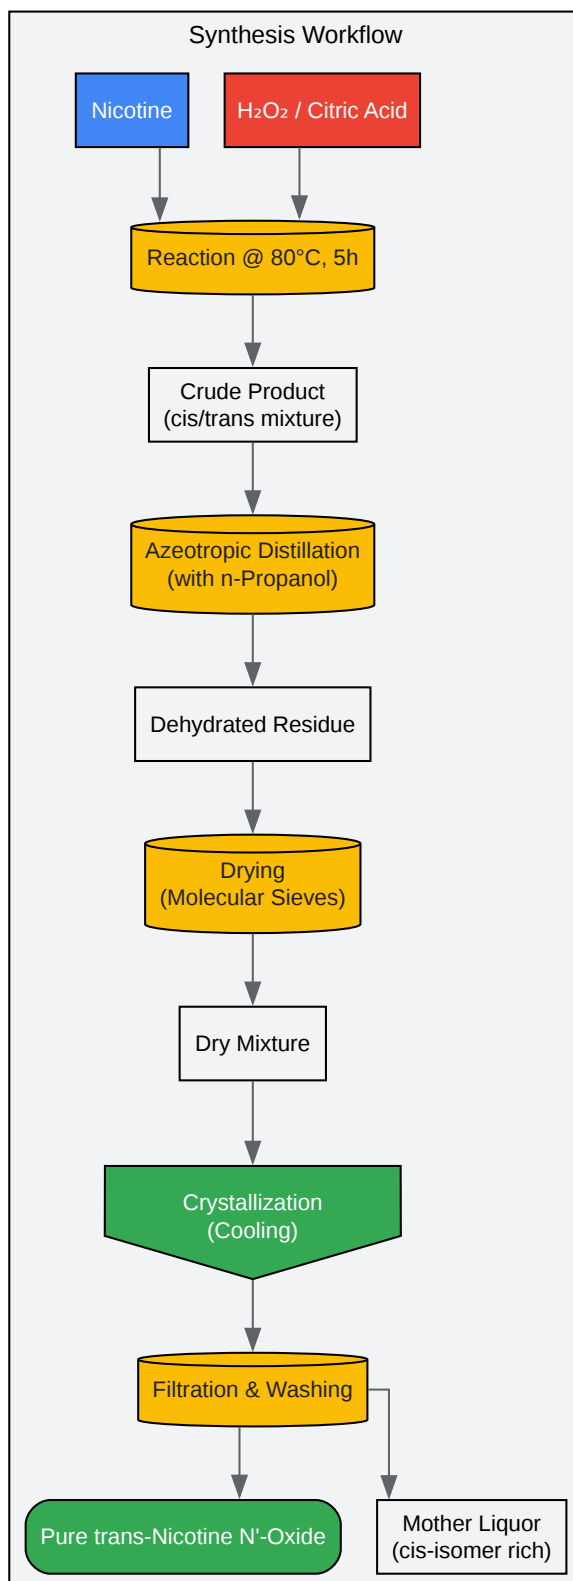 Synthesis Workflow
Nicotine
H₂O₂ / Citric Acid
Reaction @ 80°C, 5h
Crude Product
(cis/trans mixture)
Azeotropic Distillation
(with n-Propanol)
Dehydrated Residue
Drying
(Molecular Sieves)
Dry Mixture
Crystallization
(Cooling)
Filtration & Washing
Pure trans-Nicotine N'-Oxide
Mother Liquor
(cis-isomer rich)